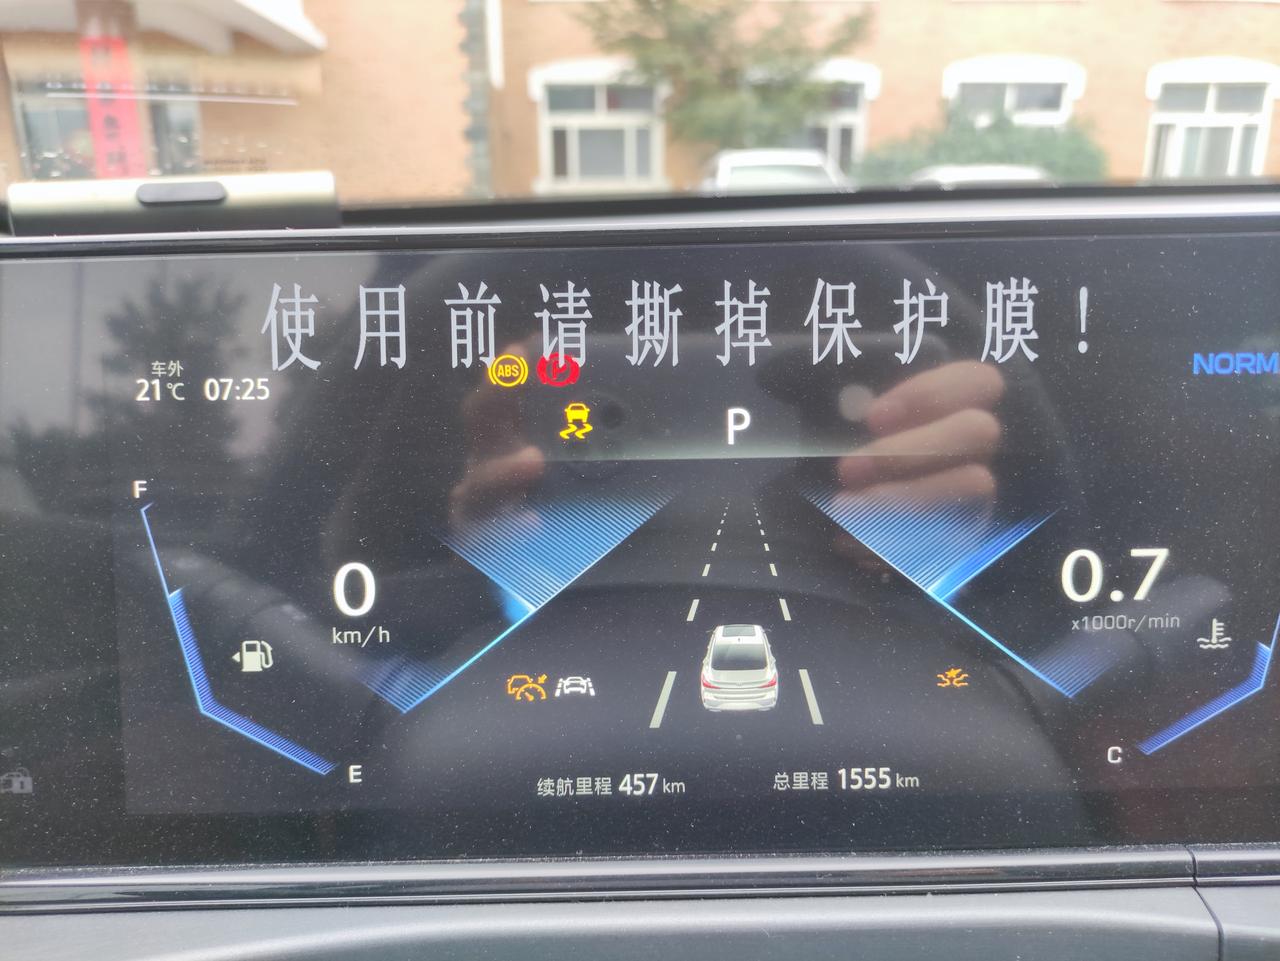 使用前请撕掉保护膜！
ABS
P
车外
21℃ 07:25
NORM
P
F
0
km/h
0.7
x1000r/min
E
C
续航里程 457 km
总里程 1555 km